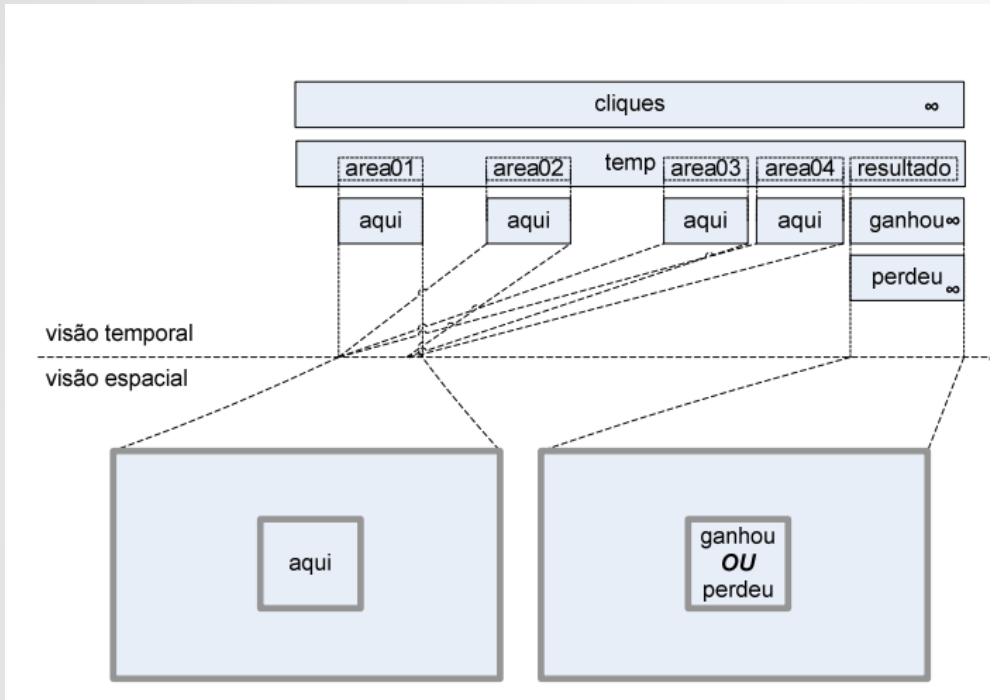 cliques ∞
temp
area01 area02 area03 area04 resultado
aqui aqui aqui aqui ganhou ∞
perdeu ∞
visão temporal
visão espacial
aqui
ganhou
OU
perdeu